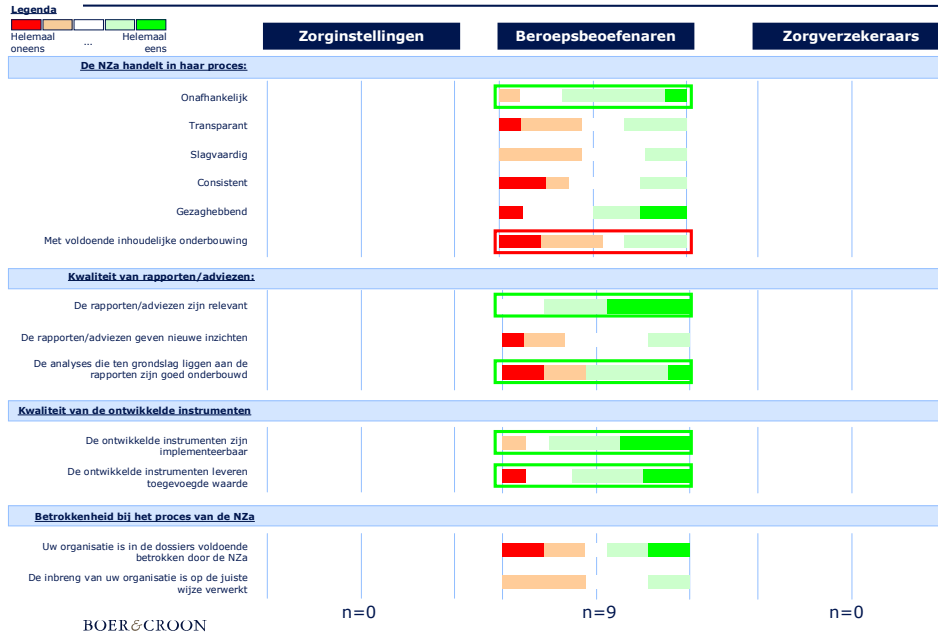 Legenda
Helemaal oneens
...
Helemaal eens
Zorginstellingen
Beroepsbeoefenaren
Zorgverzekeraars
De NZa handelt in haar proces:
Onafhankelijk
Transparant
Slagvaardig
Consistent
Gezaghebbend
Met voldoende inhoudelijke onderbouwing
Kwaliteit van rapporten/adviezen:
De rapporten/adviezen zijn relevant
De rapporten/adviezen geven nieuwe inzichten
De analyses die ten grondslag liggen aan de
rapporten zijn goed onderbouwd
Kwaliteit van de ontwikkelde instrumenten
De ontwikkelde instrumenten zijn
implementeerbaar
De ontwikkelde instrumenten leveren
toegevoegde waarde
Betrokkenheid bij het proces van de NZa
Uw organisatie is in de dossiers voldoende
betrokken door de NZa
De inbreng van uw organisatie is op de juiste
wijze verwerkt
n=0
n=9
n=0
BOER&CROON